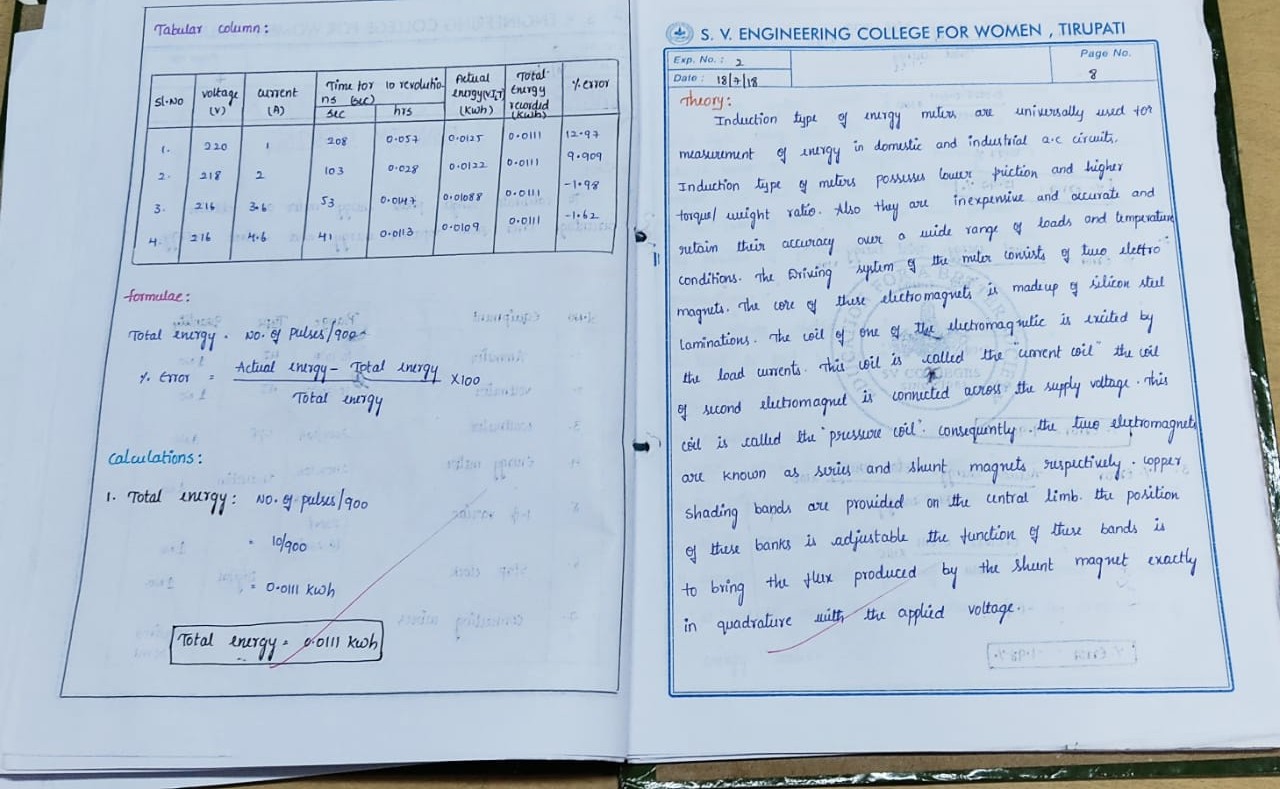 Tabular column:
Sl.No voltage (V) current (A) Time for 10 revolutio ns (sec) Actual energy(VIT) (Kwh) Total energy recorded (Kwh) % error
sec hrs
1. 220 1 208 0.057 0.0125 0.0111 12.97
2. 218 2 103 0.028 0.0122 0.0111 9.909
3. 216 3.6 53 0.0147 0.01088 0.0111 -1.98
4. 216 4.6 41 0.0113 0.0109 0.0111 -1.62
formulae:
Total energy . No. of pulses/900
% Error = Actual energy - Total energy X100
Total energy
Calculations:
1. Total energy: No. of pulses/900
= 10/900
= 0.0111 kwh
Total energy = 0.0111 kwh
S. V. ENGINEERING COLLEGE FOR WOMEN , TIRUPATI
Exp. No. : 2
Page No.
Date : 18/7/18
8
Theory:
Induction type of energy meters are universally used for
measurement of energy in domestic and industrial a.c circuits.
Induction type of meters possesses lower friction and higher
torque/ weight ratio. Also they are inexpensive and accurate and
retain their accuracy over a wide range of loads and temperature
conditions. The Driving system of the meter consists of two eletro
magnets. The core of these electromagnets is madeup of silicon steel
laminations. The coil of one of the electromagnetic is excited by
the load currents. This coil is called the "current coil" the coil
of second electromagnet is connected across the supply voltage. This
coil is called the "pressure coil". consequently the two electromagnets
are known as series and shunt magnets respectively. copper
shading bands are provided on the central limb. the position
of these banks is adjustable the function of these bands is
to bring the flux produced by the shunt magnet exactly
in quadrature with the applied voltage.